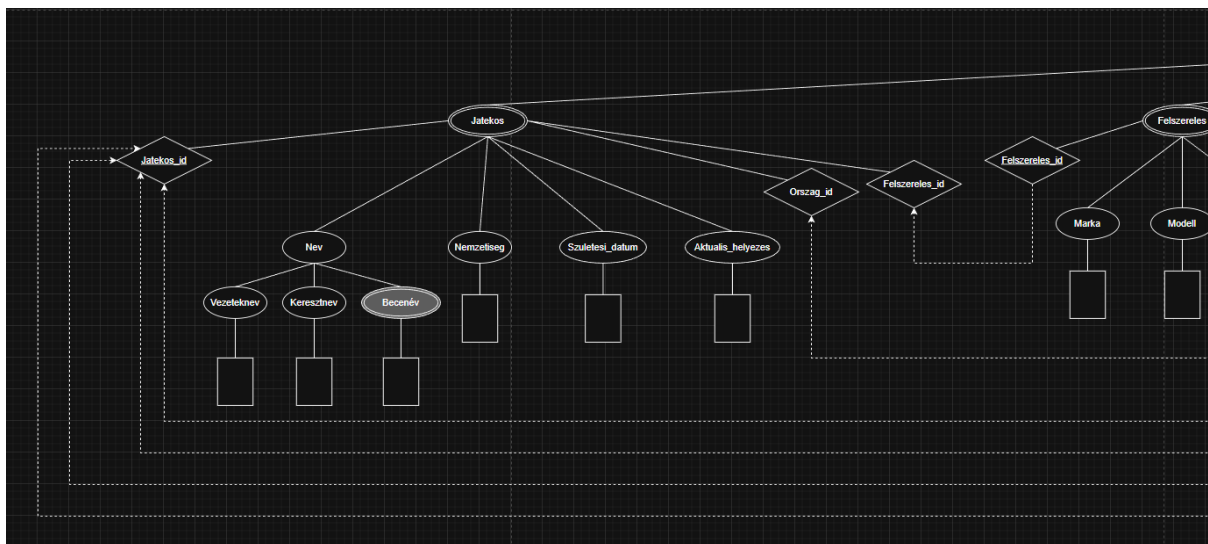 Jatekos
Felszereles
Jatekos_id
Felszereles_id
Orszag_id
Felszereles_id
Marka
Modell
Nev
Nemzetiseg
Szuletesi_datum
Aktualis_helyezes
Vezeteknev
Keresztnev
Becenév